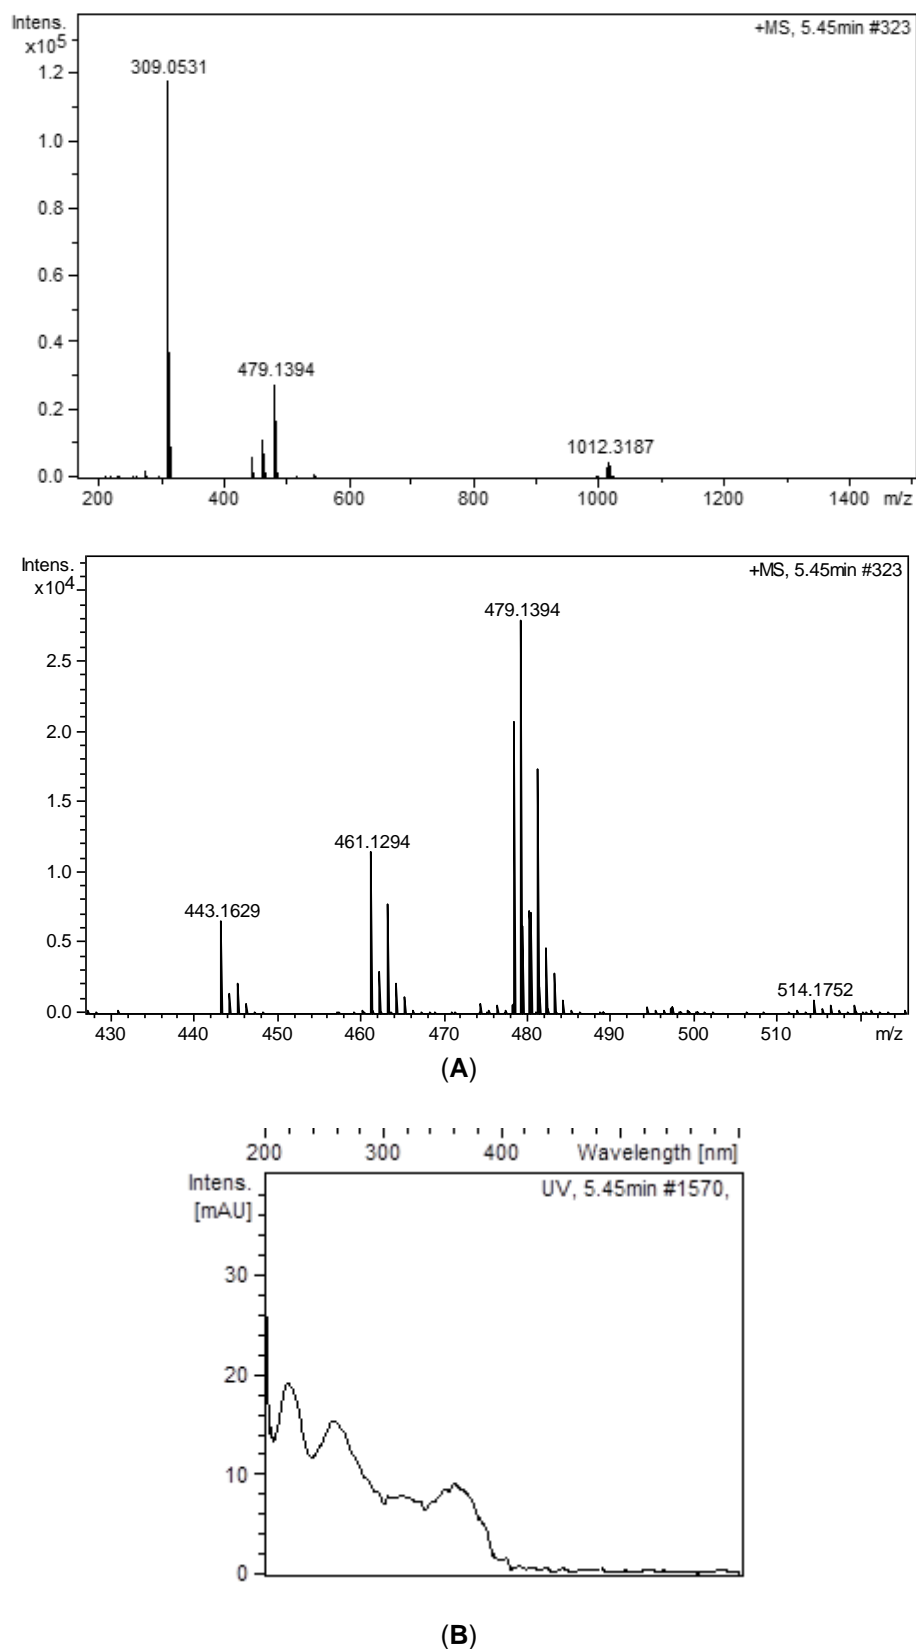 Intens.
x10⁵
+MS, 5.45min #323
309.0531
1.2
1.0
0.8
0.6
0.4
479.1394
0.2
1012.3187
0.0
200 400 600 800 1000 1200 1400 m/z
Intens.
x10⁴
+MS, 5.45min #323
479.1394
2.5
2.0
1.5
461.1294
1.0
443.1629
0.5
514.1752
0.0
430 440 450 460 470 480 490 500 510 m/z
(A)
200 300 400 Wavelength [nm]
Intens.
[mAU]
UV, 5.45min #1570,
30
20
10
0
(B)